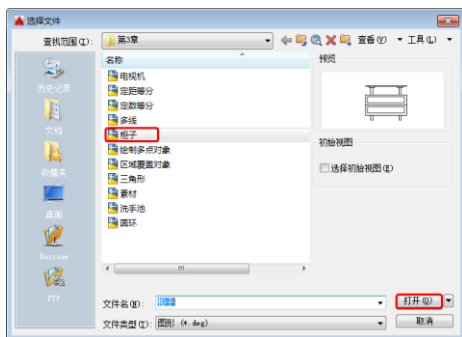 选择文件
查找范围(I): 第3章 查看(V) 工具(L)
名称 预览
历史记录
电视机
定距等分
定数等分
文档
多线
柜子
绘制多点对象 初始视图
收藏夹
区域覆盖对象
三角形 选择初始视图(E)
素材
桌面
洗手池
圆环
Buzzsaw
FTP
文件名(N): 柜子 打开(O)
文件类型(T): 图形 (*.dwg) 取消